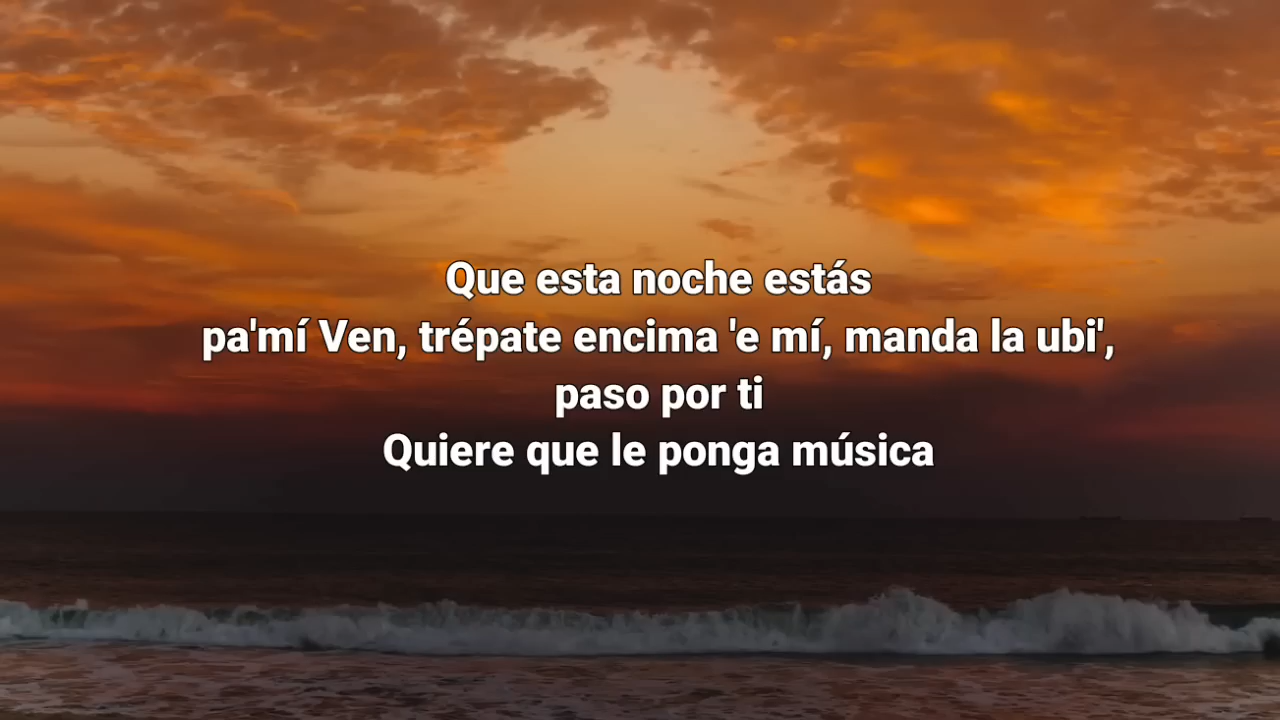 Que esta noche estás
pa'mí Ven, trépate encima 'e mí, manda la ubi',
paso por ti
Quiere que le ponga música